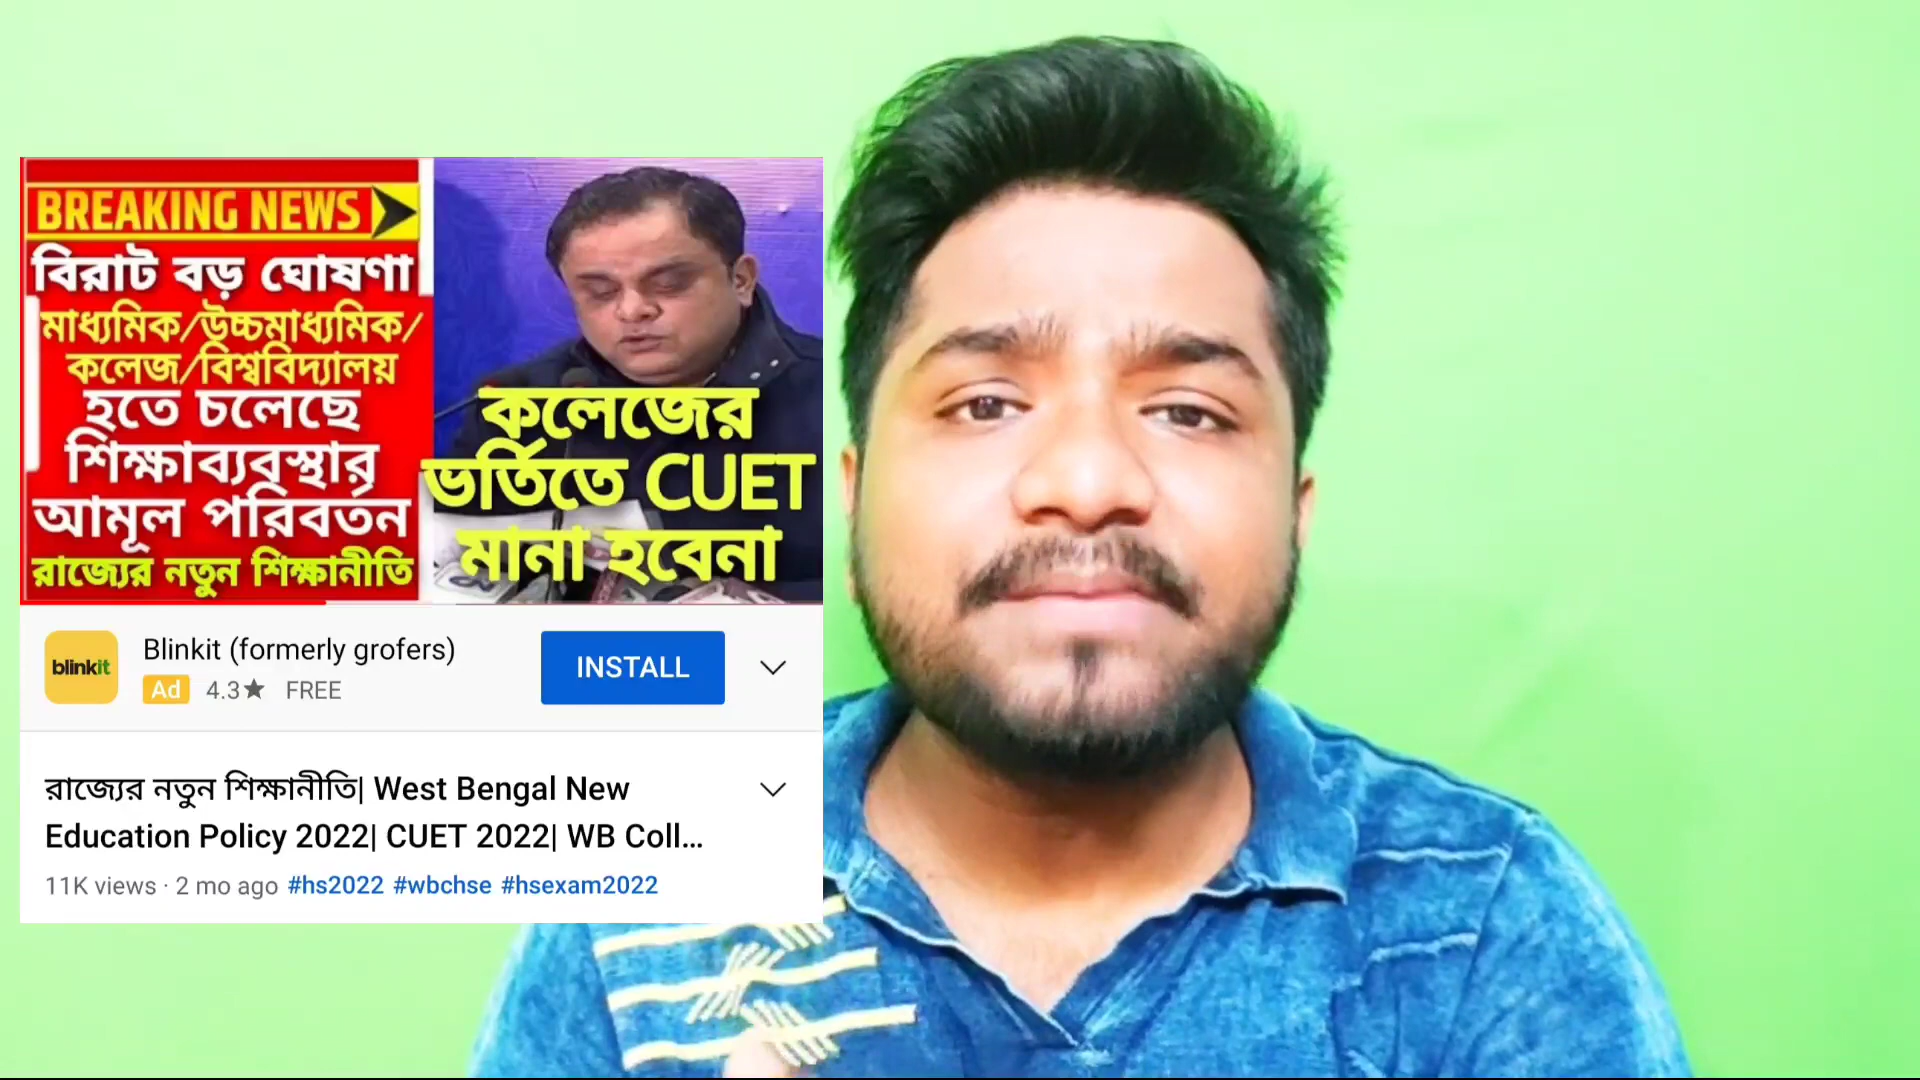 BREAKING NEWS
বিরাট বড় ঘোষণা
মাধ্যমিক/উচ্চমাধ্যমিক/
কলেজ/বিশ্ববিদ্যালয়
হতে চলেছে
শিক্ষাব্যবস্থার
আমূল পরিবর্তন
রাজ্যের নতুন শিক্ষানীতি
কলেজের
ভর্তিতে CUET
মানা হবেনা
blinkit
Blinkit (formerly grofers)
Ad 4.3★ FREE
INSTALL
রাজ্যের নতুন শিক্ষানীতি| West Bengal New
Education Policy 2022| CUET 2022| WB Coll...
11K views · 2 mo ago #hs2022 #wbchse #hsexam2022